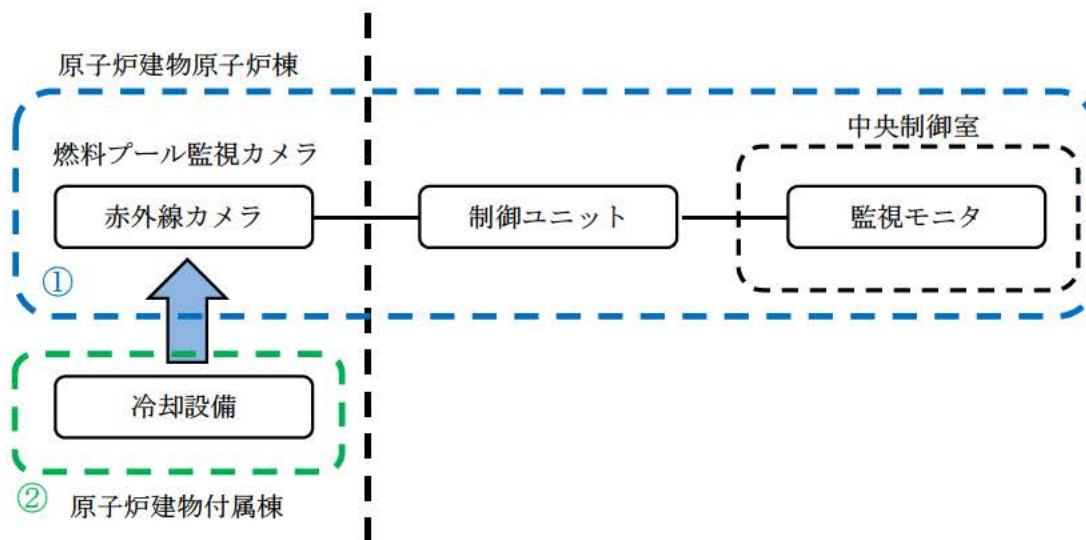 原子炉建物原子炉棟
中央制御室
燃料プール監視カメラ
赤外線カメラ
制御ユニット
監視モニタ
①
冷却設備
②
原子炉建物付属棟